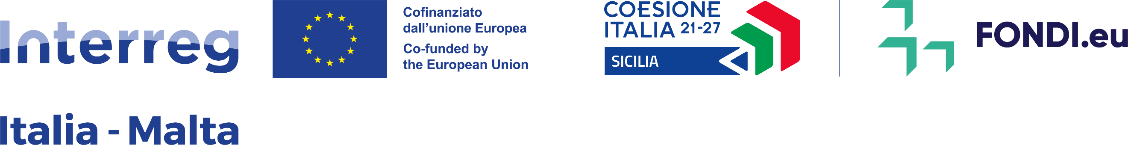 Interreg
Italia - Malta
Cofinanziato
dall'unione Europea
Co-funded by
the European Union
COESIONE
ITALIA 21-27
SICILIA
FONDI.eu